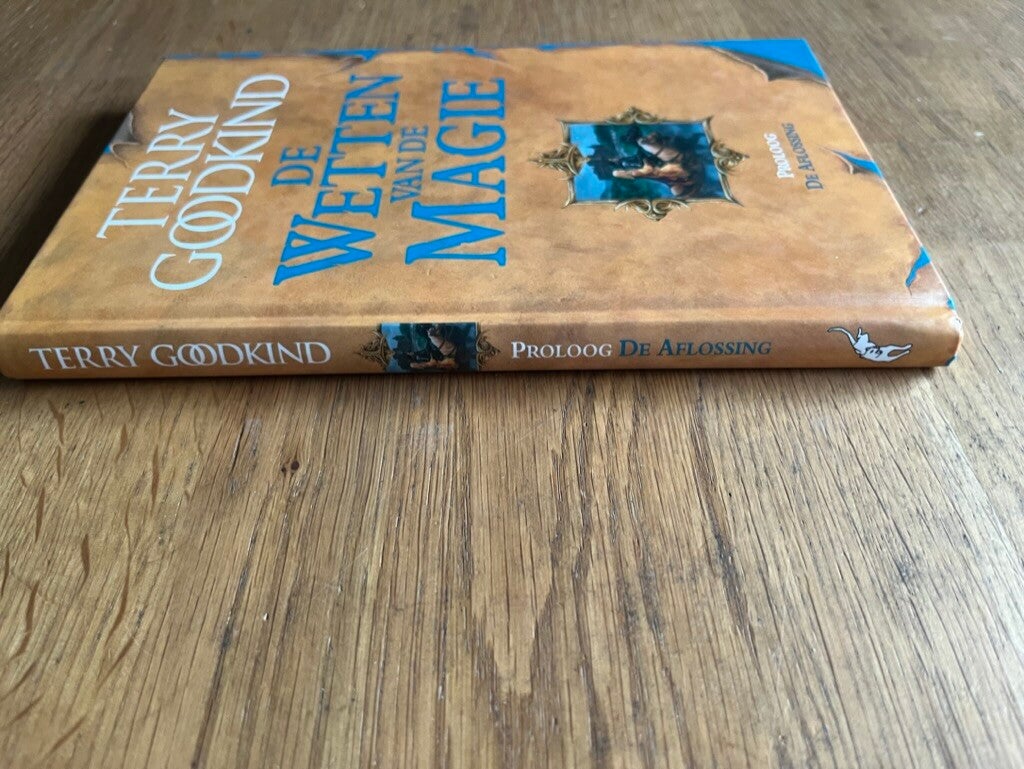 TERRY
GOODKIND
DE
WETTEN
VAN DE
MAGIE
PROLOOG
DE AFLOSSING
TERRY GOODKIND
PROLOOG DE AFLOSSING